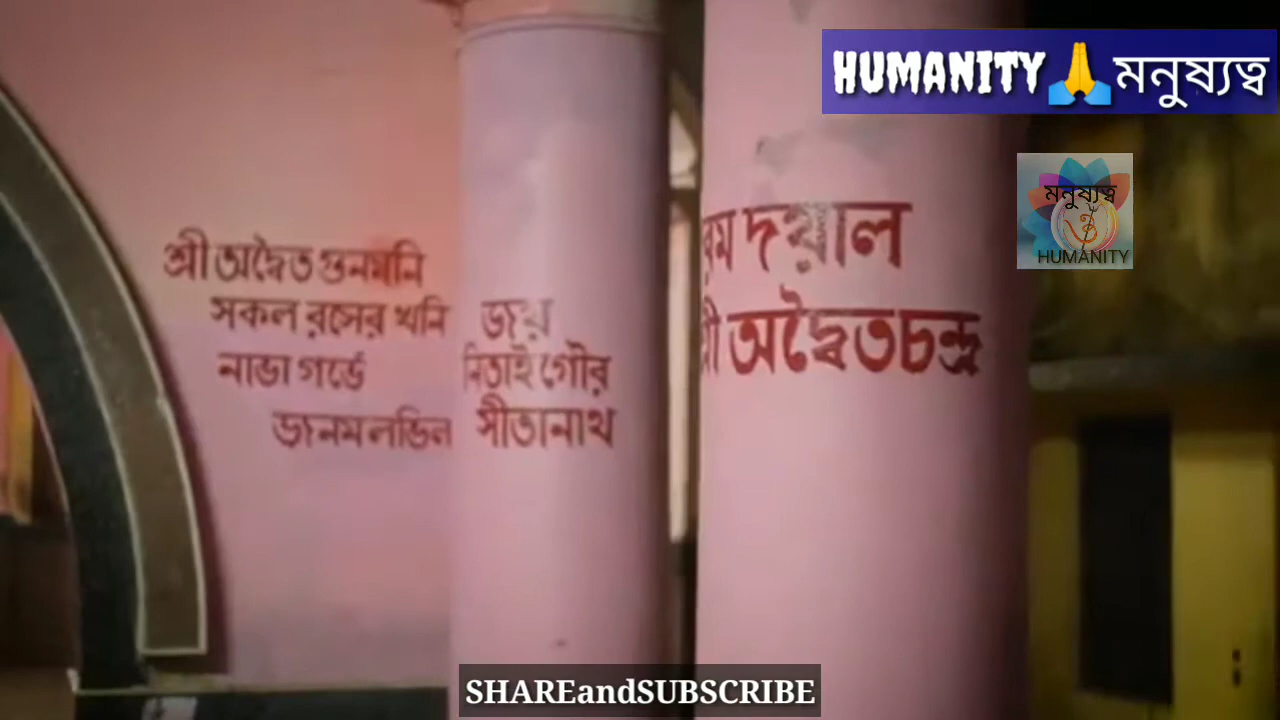 HUMANITY🙏মনুষ্যত্ব
মনুষ্যত্ব
HUMANITY
শ্রী অদ্বৈত গুনমনি
সকল রসের খনি
নাভা গর্ভে
জনম লভিল
জয়
নিতাই গৌর
সীতানাথ
দয়াল
শ্রী অদ্বৈতচন্দ্র
SHAREandSUBSCRIBE